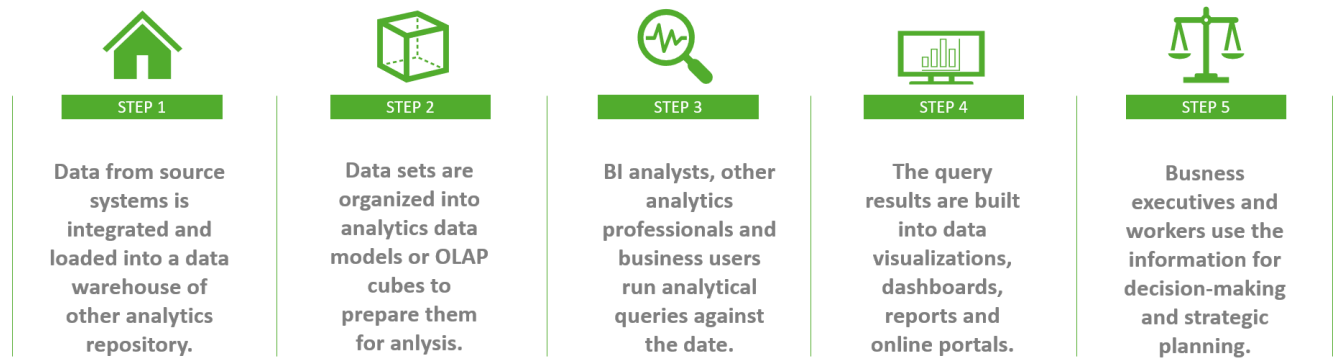 STEP 1
Data from source
systems is
integrated and
loaded into a data
warehouse of
other analytics
repository.
STEP 2
Data sets are
organized into
analytics data
models or OLAP
cubes to
prepare them
for anlysis.
STEP 3
BI analysts, other
analytics
professionals and
business users
run analytical
queries against
the date.
STEP 4
The query
results are built
into data
visualizations,
dashboards,
reports and
online portals.
STEP 5
Busness
executives and
workers use the
information for
decision-making
and strategic
planning.